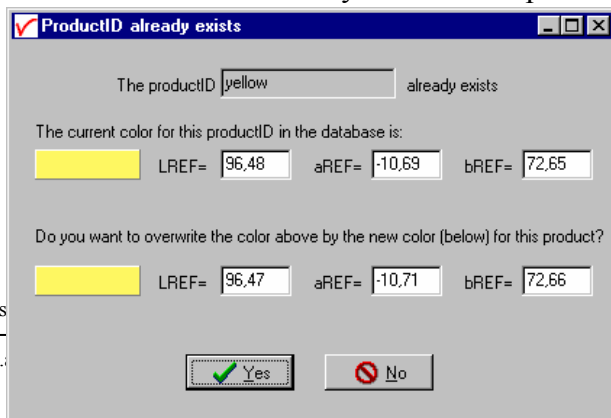 ProductID already exists
The productID yellow already exists
The current color for this productID in the database is:
LREF= 96,48 aREF= -10,69 bREF= 72,65
Do you want to overwrite the color above by the new color (below) for this product?
LREF= 96,47 aREF= -10,71 bREF= 72,66
Yes No